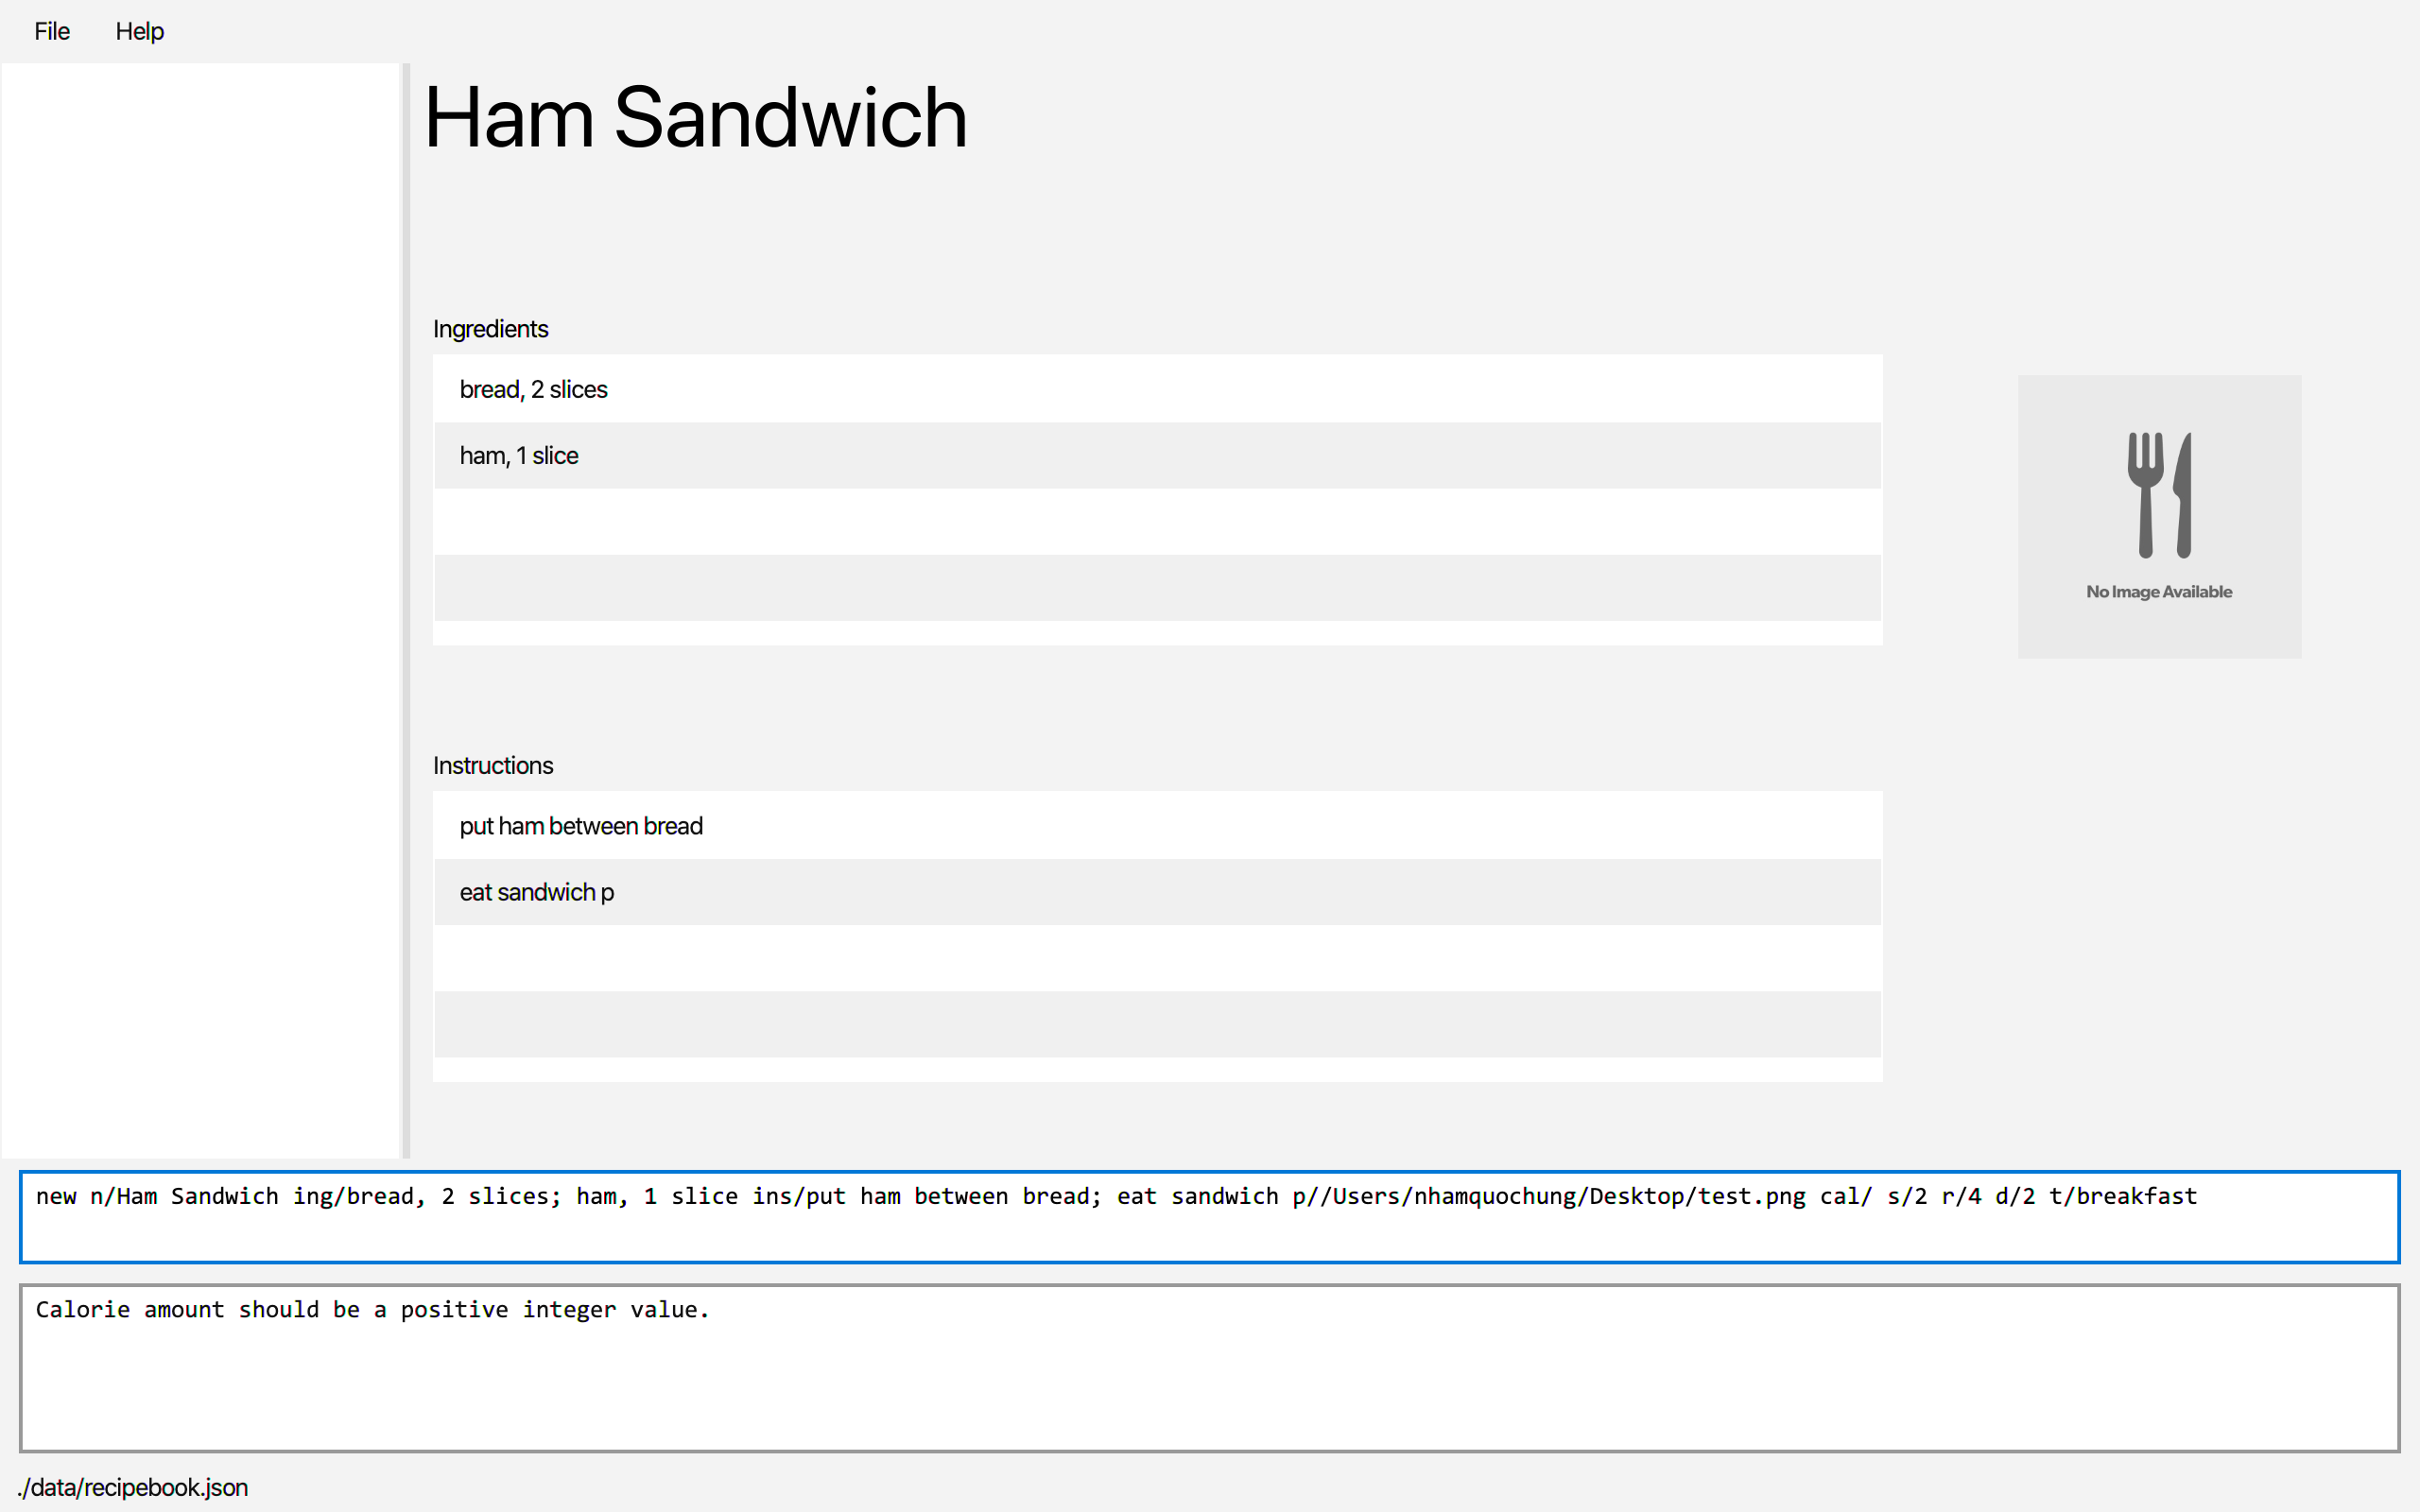 File Help
Ham Sandwich
Ingredients
bread, 2 slices
ham, 1 slice
No Image Available
Instructions
put ham between bread
eat sandwich p
new n/Ham Sandwich ing/bread, 2 slices; ham, 1 slice ins/put ham between bread; eat sandwich p//Users/nhamquochung/Desktop/test.png cal/ s/2 r/4 d/2 t/breakfast
Calorie amount should be a positive integer value.
./data/recipebook.json